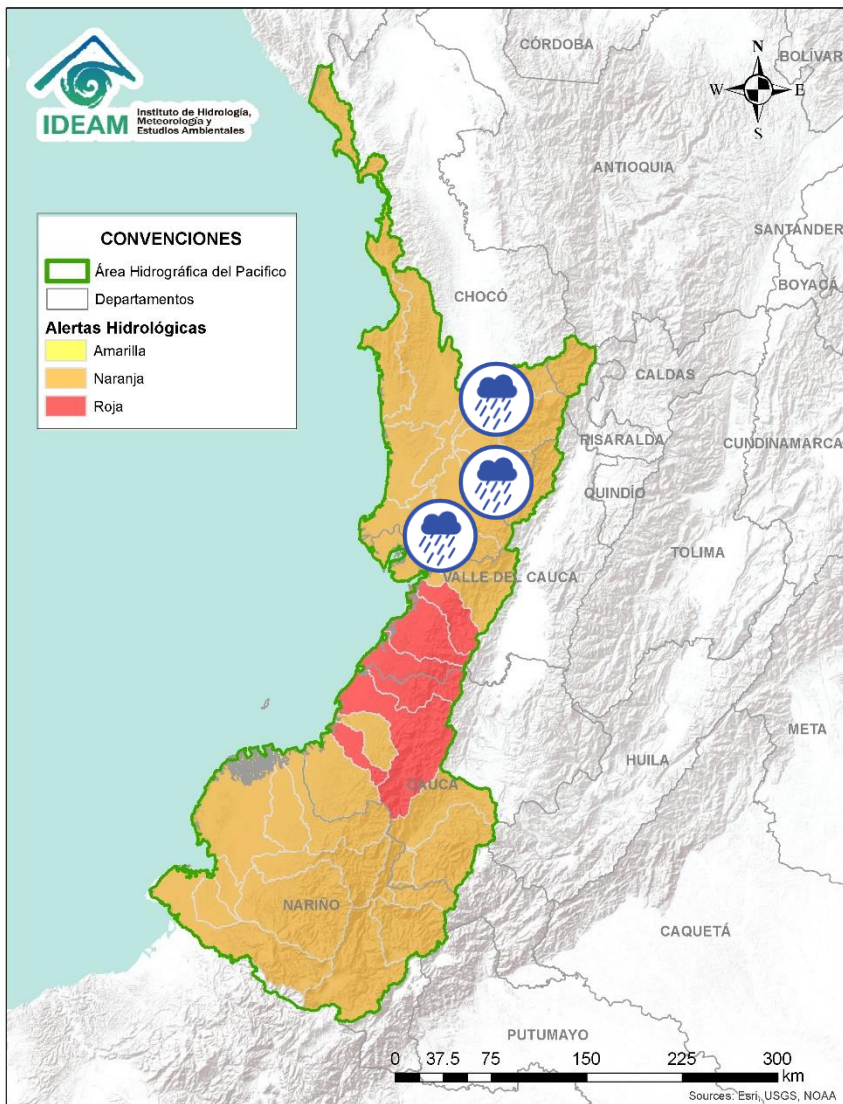 IDEAM
Instituto de Hidrología,
Meteorología y
Estudios Ambientales
CÓRDOBA
BOLÍVAR
N
W
E
S
ANTIOQUIA
SANTANDER
BOYACÁ
CONVENCIONES
Área Hidrográfica del Pacifico
Departamentos
Alertas Hidrológicas
Amarilla
Naranja
Roja
CHOCÓ
CALDAS
RISARALDA
CUNDINAMARCA
QUINDÍO
TOLIMA
VALLE DEL CAUCA
META
HUILA
CAUCA
NARIÑO
CAQUETÁ
PUTUMAYO
0 37.5 75 150 225 300
km
Sources: Esri, USGS, NOAA